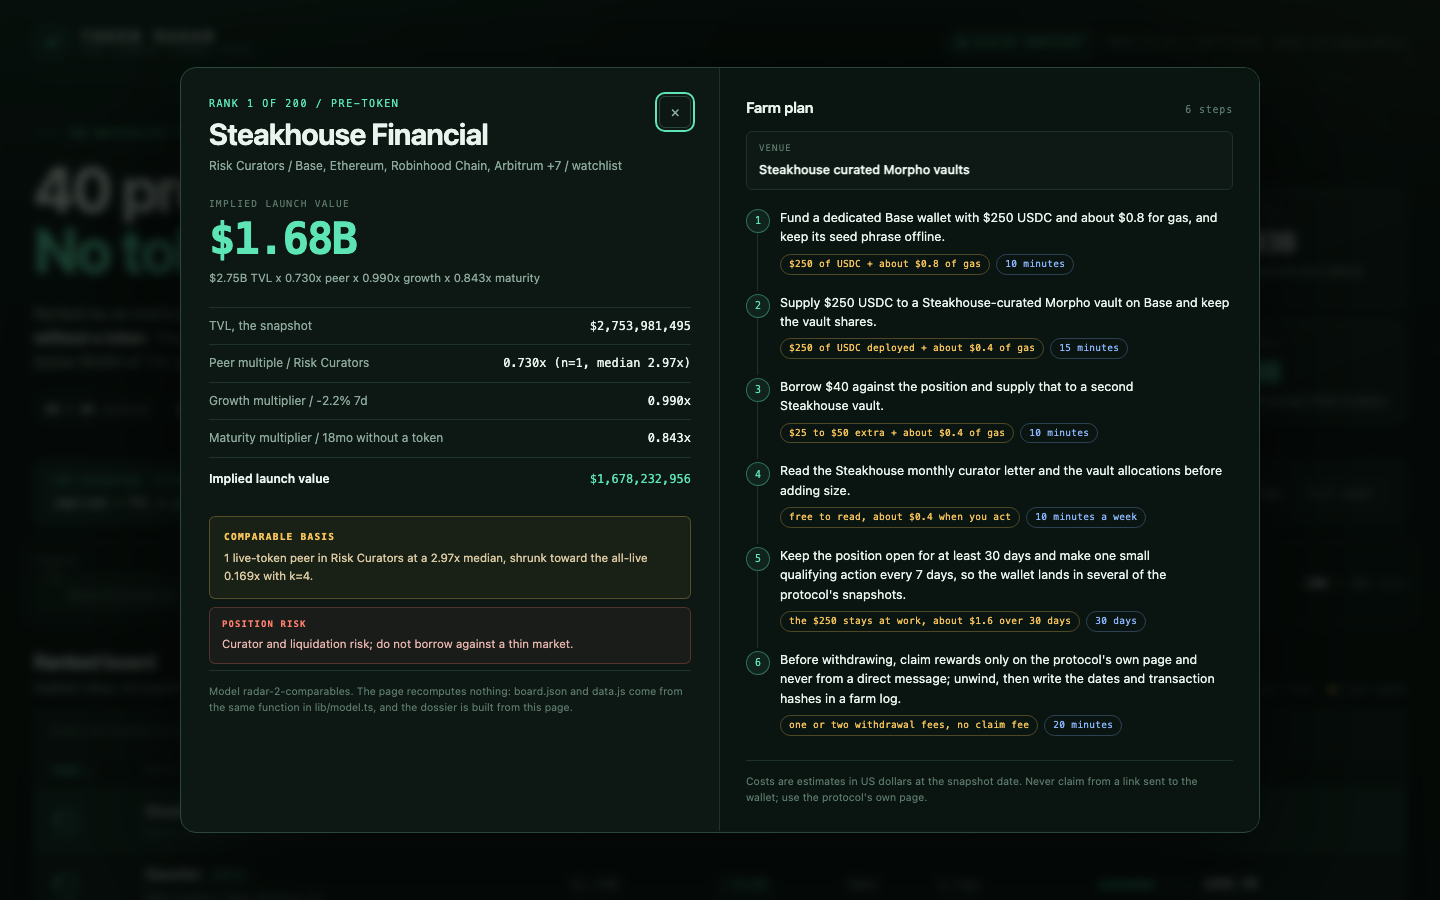 RANK 1 OF 200 / PRE-TOKEN
Steakhouse Financial
Risk Curators / Base, Ethereum, Robinhood Chain, Arbitrum +7 / watchlist
×
IMPLIED LAUNCH VALUE
$1.68B
$2.75B TVL x 0.730x peer x 0.990x growth x 0.843x maturity
TVL, the snapshot $2,753,981,495
Peer multiple / Risk Curators 0.730x (n=1, median 2.97x)
Growth multiplier / -2.2% 7d 0.990x
Maturity multiplier / 18mo without a token 0.843x
Implied launch value $1,678,232,956
COMPARABLE BASIS
1 live-token peer in Risk Curators at a 2.97x median, shrunk toward the all-live
0.169x with k=4.
POSITION RISK
Curator and liquidation risk; do not borrow against a thin market.
Model radar-2-comparables. The page recomputes nothing: board.json and data.js come from
the same function in lib/model.ts, and the dossier is built from this page.
Farm plan 6 steps
VENUE
Steakhouse curated Morpho vaults
1 Fund a dedicated Base wallet with $250 USDC and about $0.8 for gas, and
keep its seed phrase offline.
$250 of USDC + about $0.8 of gas 10 minutes
2 Supply $250 USDC to a Steakhouse-curated Morpho vault on Base and keep
the vault shares.
$250 of USDC deployed + about $0.4 of gas 15 minutes
3 Borrow $40 against the position and supply that to a second
Steakhouse vault.
$25 to $50 extra + about $0.4 of gas 10 minutes
4 Read the Steakhouse monthly curator letter and the vault allocations before
adding size.
free to read, about $0.4 when you act 10 minutes a week
5 Keep the position open for at least 30 days and make one small
qualifying action every 7 days, so the wallet lands in several of the
protocol's snapshots.
the $250 stays at work, about $1.6 over 30 days 30 days
6 Before withdrawing, claim rewards only on the protocol's own page and
never from a direct message; unwind, then write the dates and transaction
hashes in a farm log.
one or two withdrawal fees, no claim fee 20 minutes
Costs are estimates in US dollars at the snapshot date. Never claim from a link sent to the
wallet; use the protocol's own page.
40 pr
No tol